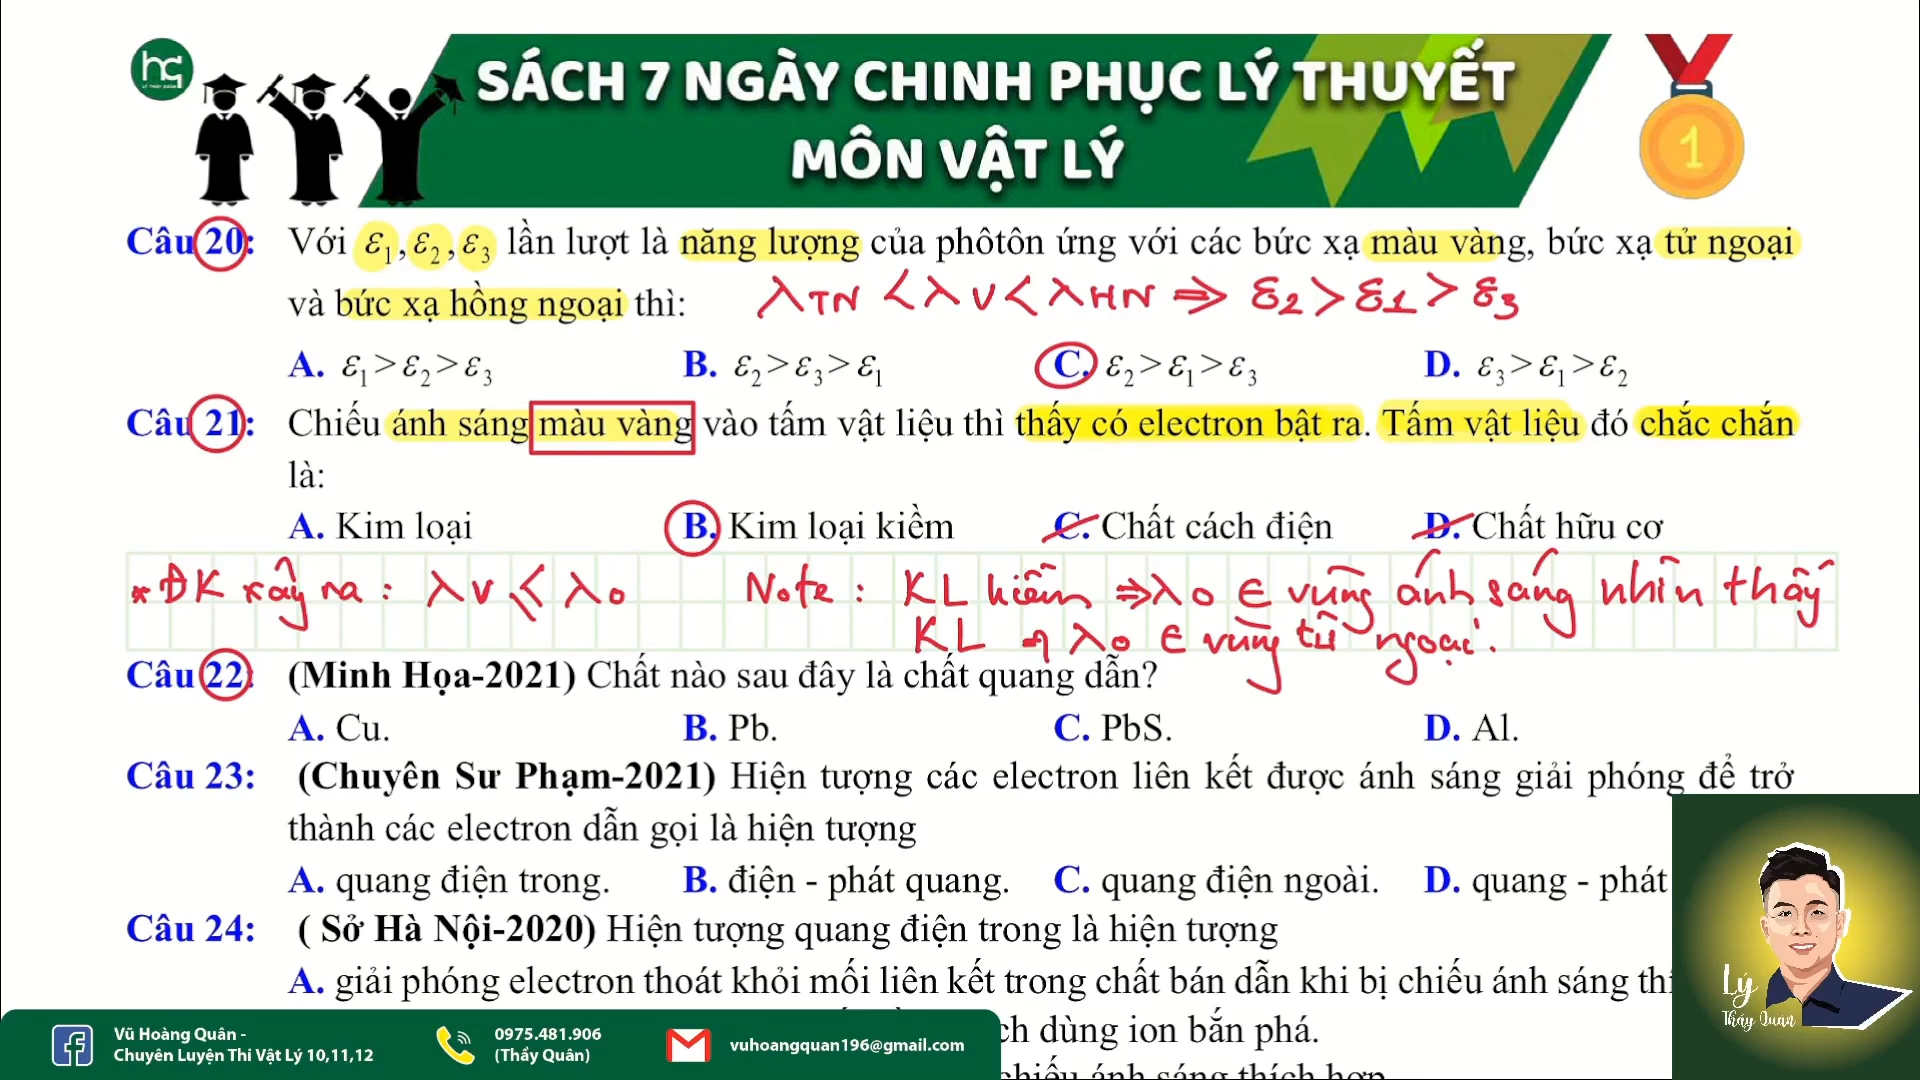 hq
SÁCH 7 NGÀY CHINH PHỤC LÝ THUYẾT
MÔN VẬT LÝ
1
Câu 20: Với ε₁, ε₂, ε₃ lần lượt là năng lượng của phôtôn ứng với các bức xạ màu vàng, bức xạ tử ngoại
và bức xạ hồng ngoại thì: λTN < λV < λHN ⇒ ε2 > ε1 > ε3
A. ε₁ > ε₂ > ε₃ B. ε₂ > ε₃ > ε₁ C. ε₂ > ε₁ > ε₃ D. ε₃ > ε₁ > ε₂
Câu 21: Chiếu ánh sáng màu vàng vào tấm vật liệu thì thấy có electron bật ra. Tấm vật liệu đó chắc chắn
là:
A. Kim loại B. Kim loại kiềm C. Chất cách điện D. Chất hữu cơ
* ĐK xảy ra: λV ≤ λ0 Note: KL kiềm ⇒ λ0 ∈ vùng ánh sáng nhìn thấy
KL → λ0 ∈ vùng tử ngoại.
Câu 22: (Minh Họa-2021) Chất nào sau đây là chất quang dẫn?
A. Cu. B. Pb. C. PbS. D. Al.
Câu 23: (Chuyên Sư Phạm-2021) Hiện tượng các electron liên kết được ánh sáng giải phóng để trở
thành các electron dẫn gọi là hiện tượng
A. quang điện trong. B. điện - phát quang. C. quang điện ngoài. D. quang - phát
Câu 24: ( Sở Hà Nội-2020) Hiện tượng quang điện trong là hiện tượng
A. giải phóng electron thoát khỏi mối liên kết trong chất bán dẫn khi bị chiếu ánh sáng
dùng ion bắn phá.
chiếu ánh sáng thích hợp
Lý
Thầy Quân
Vũ Hoàng Quân -
Chuyên Luyện Thi Vật Lý 10,11,12
0975.481.906
(Thầy Quân)
vuhoangquan196@gmail.com